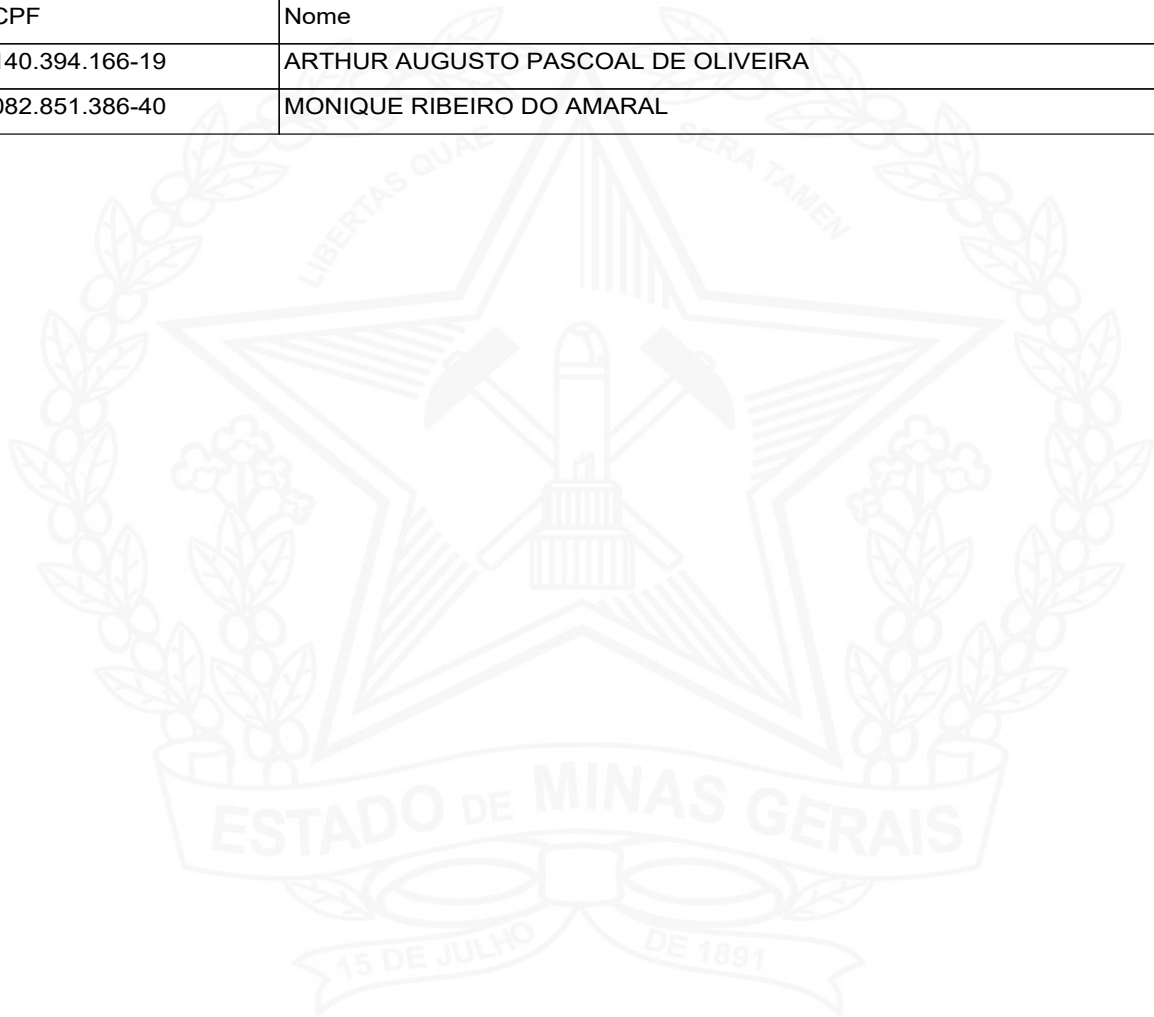 CPF Nome
140.394.166-19 ARTHUR AUGUSTO PASCOAL DE OLIVEIRA
082.851.386-40 MONIQUE RIBEIRO DO AMARAL
LIBERTAS QUAE SERA TAMEN
ESTADO DE MINAS GERAIS
15 DE JULHO DE 1891